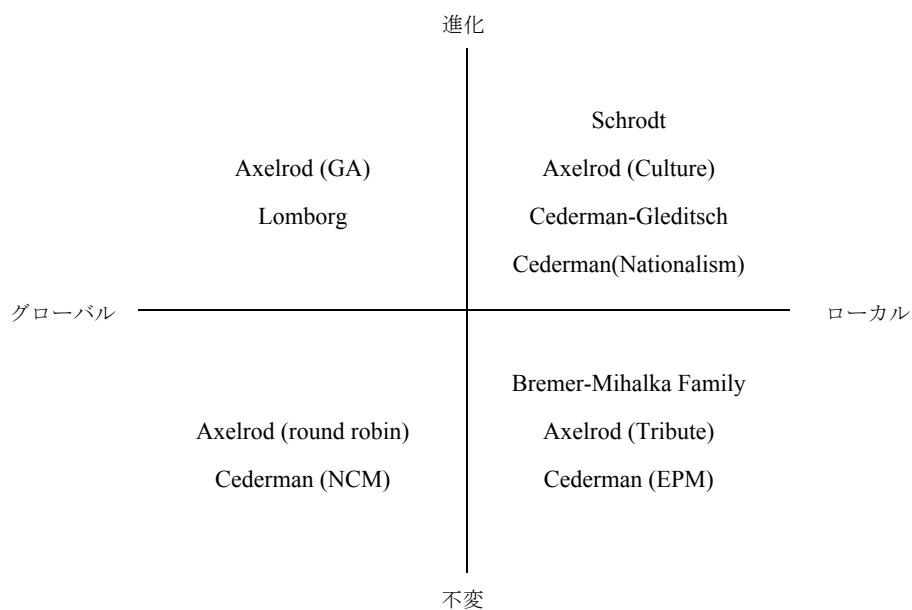 進化
Schrodt
Axelrod (GA)
Axelrod (Culture)
Lomborg
Cederman-Gleditsch
Cederman(Nationalism)
グローバル
ローカル
Bremer-Mihalka Family
Axelrod (round robin)
Axelrod (Tribute)
Cederman (NCM)
Cederman (EPM)
不変